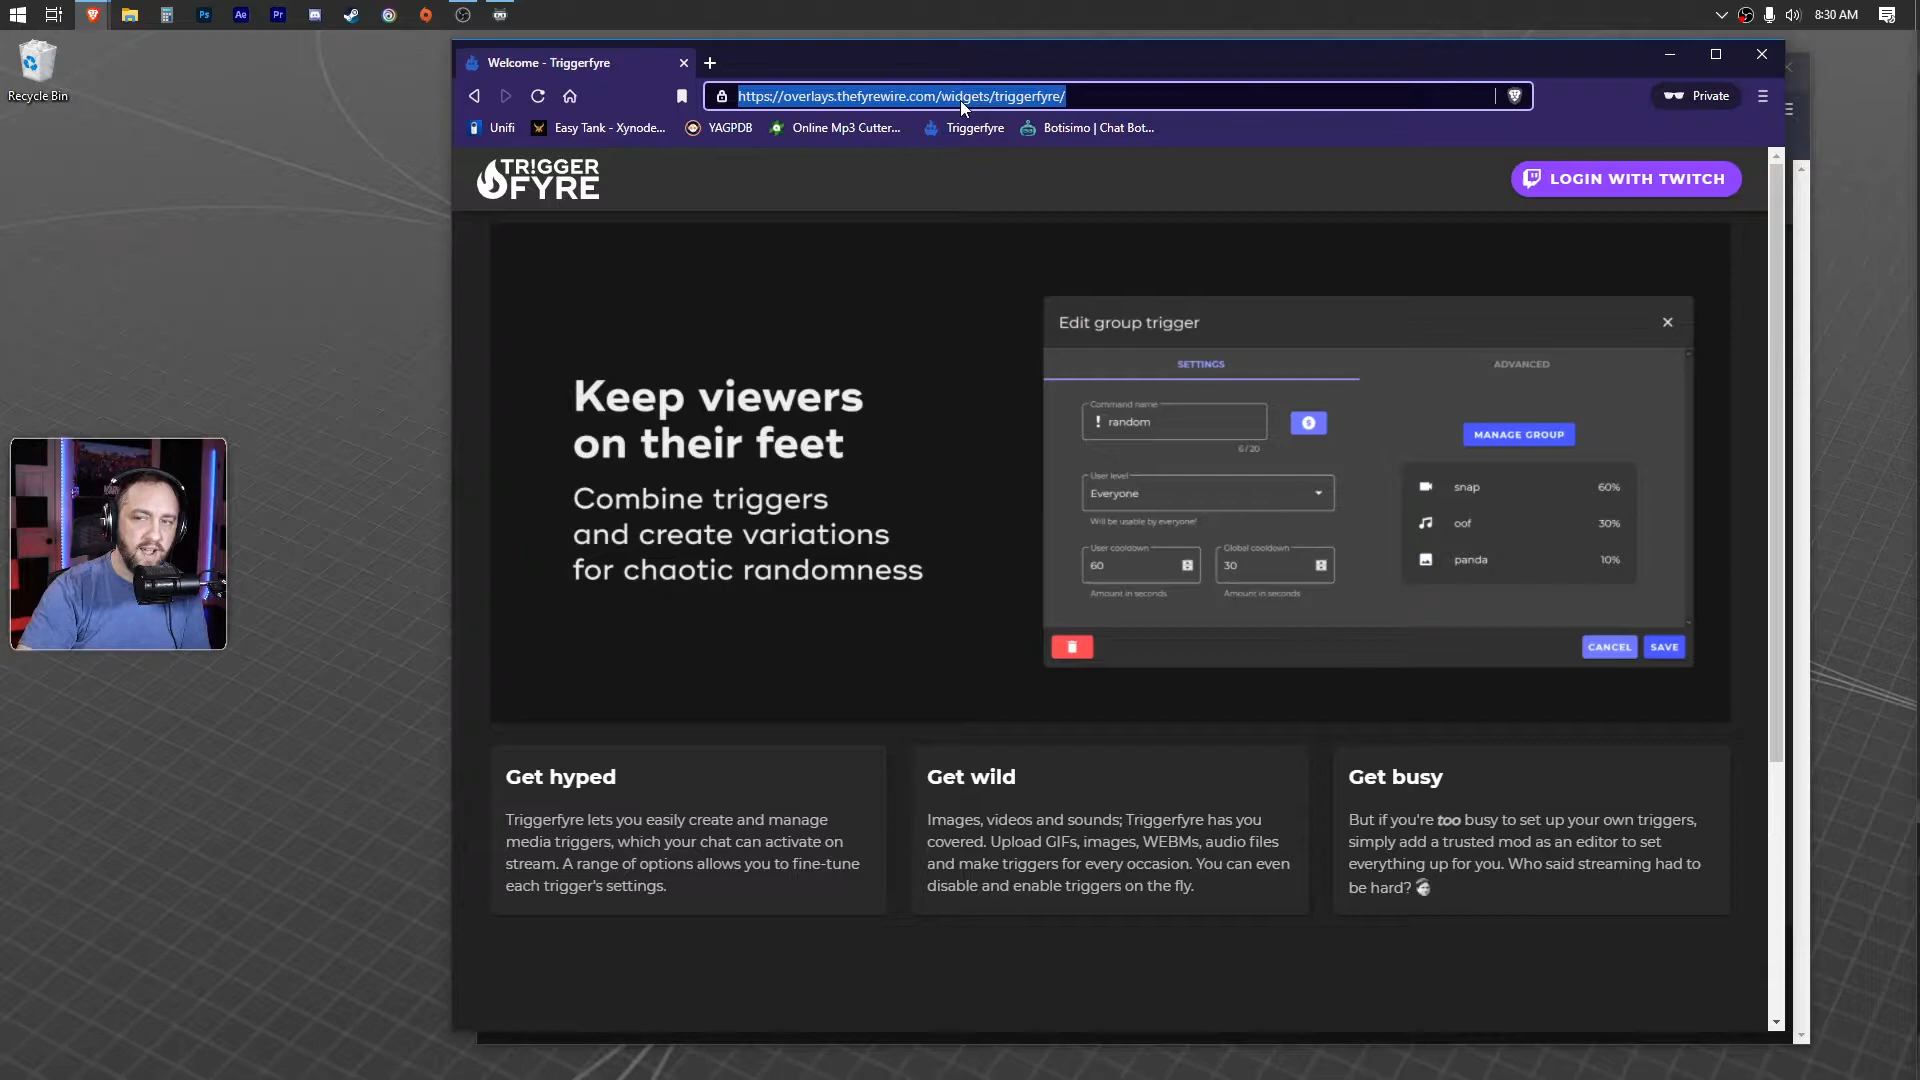 Ps
Ae
Pr
8:30 AM
Recycle Bin
Welcome - Triggerfyre
https://overlays.thefyrewire.com/widgets/triggerfyre/
Private
Unifi
Easy Tank - Xynode...
YAGPDB
Online Mp3 Cutter...
Triggerfyre
Botisimo | Chat Bot...
TR!GGER
FYRE
LOGIN WITH TWITCH
Keep viewers
on their feet
Combine triggers
and create variations
for chaotic randomness
Edit group trigger
SETTINGS
ADVANCED
Command name
! random
6/20
MANAGE GROUP
User level
Everyone
Will be usable by everyone!
snap 60%
oof 30%
panda 10%
User cooldown
60
Amount in seconds
Global cooldown
30
Amount in seconds
CANCEL
SAVE
Get hyped
Triggerfyre lets you easily create and manage
media triggers, which your chat can activate on
stream. A range of options allows you to fine-tune
each trigger's settings.
Get wild
Images, videos and sounds; Triggerfyre has you
covered. Upload GIFs, images, WEBMs, audio files
and make triggers for every occasion. You can even
disable and enable triggers on the fly.
Get busy
But if you're too busy to set up your own triggers,
simply add a trusted mod as an editor to set
everything up for you. Who said streaming had to
be hard?